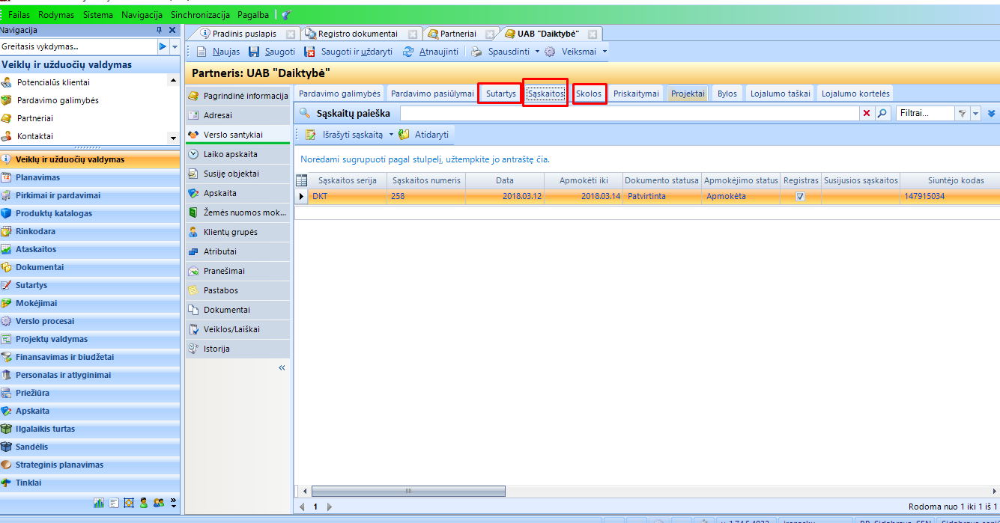 Failas Rodymas Sistema Navigacija Sinchronizacija Pagalba
Navigacija
Greitasis vykdymas...
Veiklų ir užduočių valdymas
Potencialūs klientai
Pardavimo galimybės
Partneriai
Kontaktai
Veiklų ir užduočių valdymas
Planavimas
Pirkimai ir pardavimai
Produktų katalogas
Rinkodara
Ataskaitos
Dokumentai
Sutartys
Mokėjimai
Verslo procesai
Projektų valdymas
Finansavimas ir biudžetai
Personalas ir atlyginimai
Priežiūra
Apskaita
Ilgalaikis turtas
Sandėlis
Strateginis planavimas
Tinklai
Pradinis puslapis Registro dokumentai Partneriai UAB "Daiktybė"
Naujas Saugoti Saugoti ir uždaryti Atnaujinti Spausdinti Veiksmai
Partneris: UAB "Daiktybė"
Pagrindinė informacija
Adresai
Verslo santykiai
Laiko apskaita
Susiję objektai
Apskaita
Žemės nuomos mok...
Klientų grupės
Atributai
Pranešimai
Pastabos
Dokumentai
Veiklos/Laiškai
Istorija
Pardavimo galimybės Pardavimo pasiūlymai Sutartys Sąskaitos Skolos Priskaitymai Projektai Bylos Lojalumo taškai Lojalumo kortelės
Sąskaitų paieška Filtrai...
Išrašyti sąskaitą Atidaryti
Norėdami sugrupuoti pagal stulpelį, užtempkite jo antraštę čia.
Sąskaitos serija Sąskaitos numeris Data Apmokėti iki Dokumento statusa Apmokėjimo status Registras Susijusios sąskaitos Siuntėjo kodas
DKT 258 2018.03.12 2018.03.14 Patvirtinta Apmokėta 147915034
1
Rodoma nuo 1 iki 1 iš 1